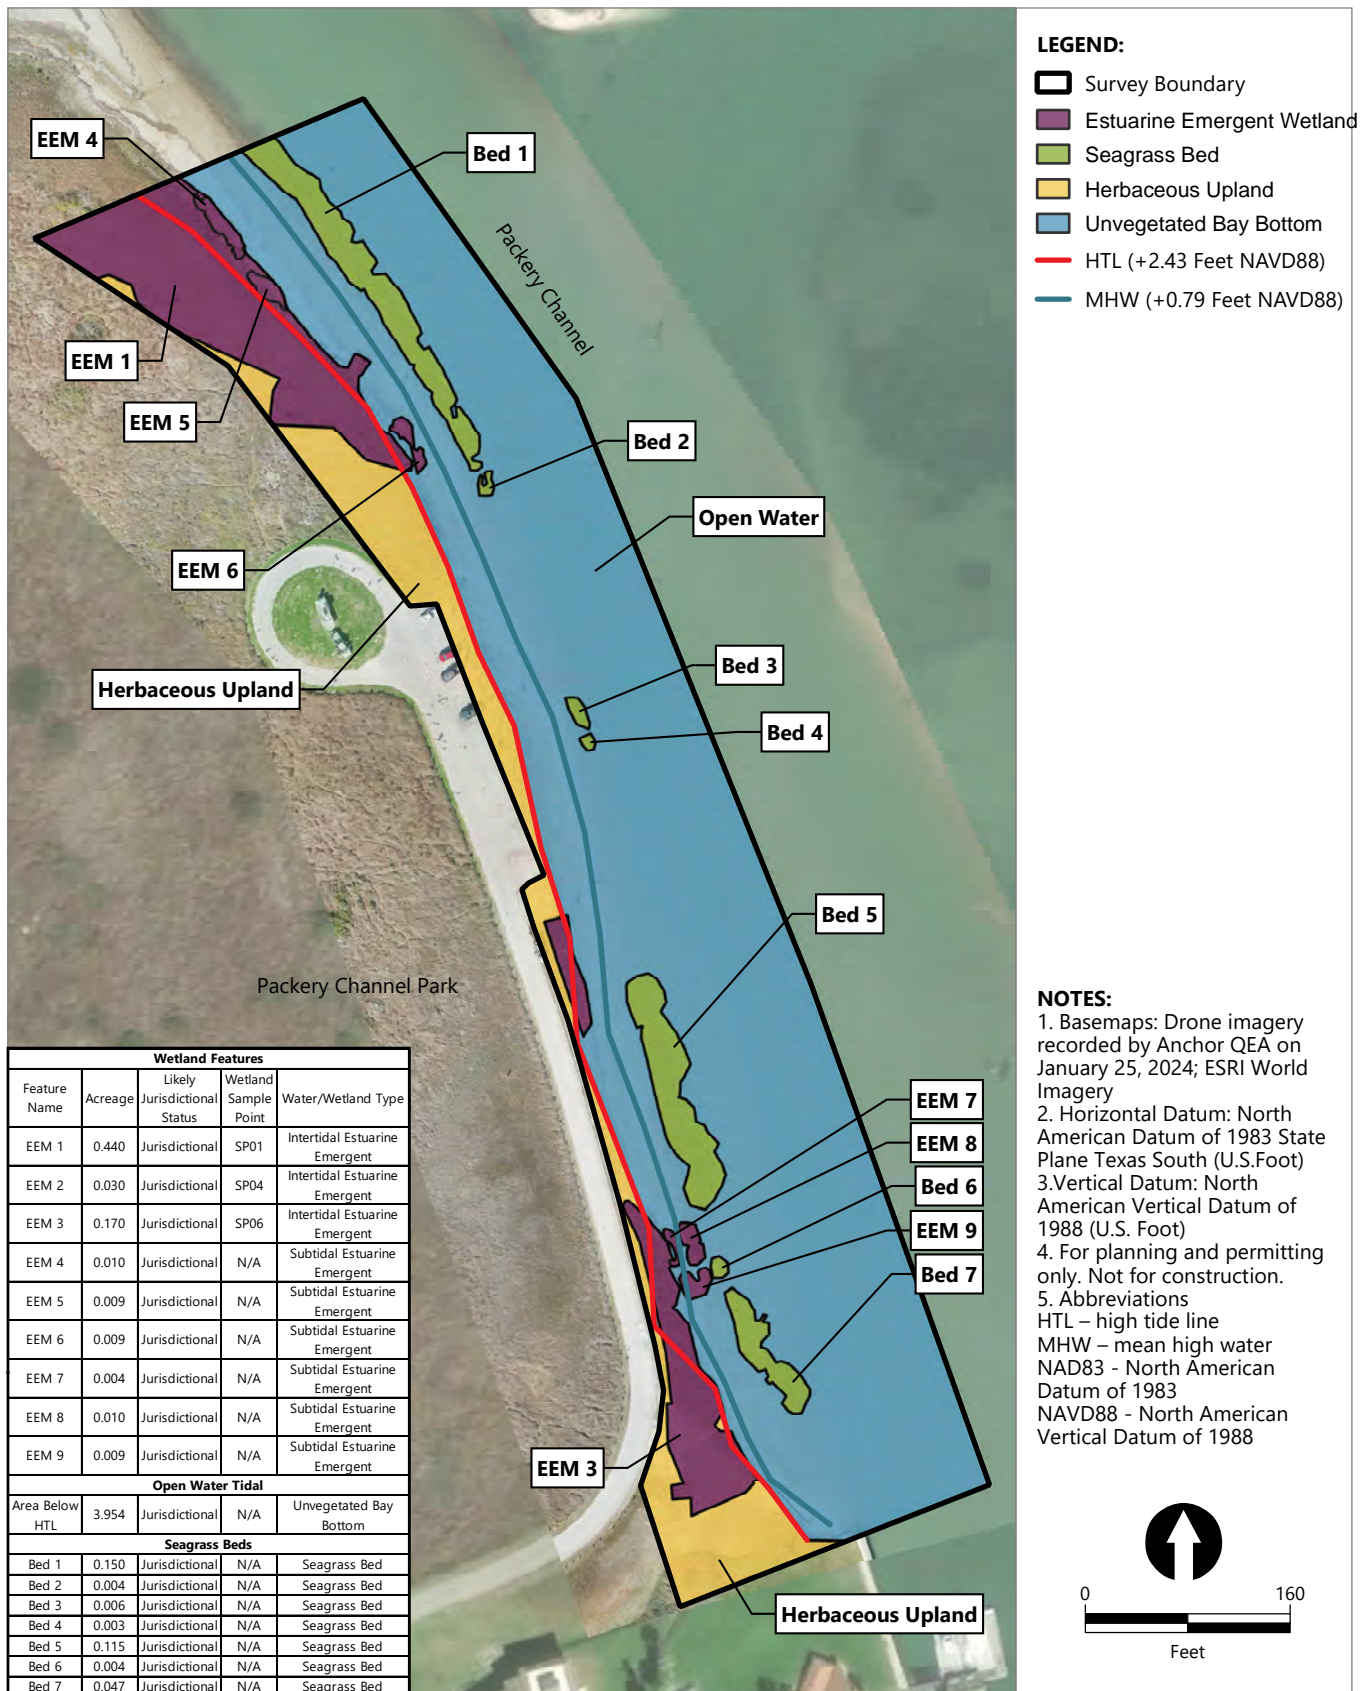 EEM 4
Bed 1
Packery Channel
EEM 1
EEM 5
Bed 2
Open Water
EEM 6
Bed 3
Herbaceous Upland
Bed 4
Bed 5
Packery Channel Park
EEM 7
EEM 8
Bed 6
EEM 9
Bed 7
EEM 3
Herbaceous Upland
Wetland Features
Feature Name Acreage Likely Jurisdictional Status Wetland Sample Point Water/Wetland Type
EEM 1 0.440 Jurisdictional SP01 Intertidal Estuarine Emergent
EEM 2 0.030 Jurisdictional SP04 Intertidal Estuarine Emergent
EEM 3 0.170 Jurisdictional SP06 Intertidal Estuarine Emergent
EEM 4 0.010 Jurisdictional N/A Subtidal Estuarine Emergent
EEM 5 0.009 Jurisdictional N/A Subtidal Estuarine Emergent
EEM 6 0.009 Jurisdictional N/A Subtidal Estuarine Emergent
EEM 7 0.004 Jurisdictional N/A Subtidal Estuarine Emergent
EEM 8 0.010 Jurisdictional N/A Subtidal Estuarine Emergent
EEM 9 0.009 Jurisdictional N/A Subtidal Estuarine Emergent
Open Water Tidal
Area Below HTL 3.954 Jurisdictional N/A Unvegetated Bay Bottom
Seagrass Beds
Bed 1 0.150 Jurisdictional N/A Seagrass Bed
Bed 2 0.004 Jurisdictional N/A Seagrass Bed
Bed 3 0.006 Jurisdictional N/A Seagrass Bed
Bed 4 0.003 Jurisdictional N/A Seagrass Bed
Bed 5 0.115 Jurisdictional N/A Seagrass Bed
Bed 6 0.004 Jurisdictional N/A Seagrass Bed
Bed 7 0.047 Jurisdictional N/A Seagrass Bed
LEGEND:
Survey Boundary
Estuarine Emergent Wetland
Seagrass Bed
Herbaceous Upland
Unvegetated Bay Bottom
HTL (+2.43 Feet NAVD88)
MHW (+0.79 Feet NAVD88)
NOTES:
1. Basemaps: Drone imagery
recorded by Anchor QEA on
January 25, 2024; ESRI World
Imagery
2. Horizontal Datum: North
American Datum of 1983 State
Plane Texas South (U.S.Foot)
3.Vertical Datum: North
American Vertical Datum of
1988 (U.S. Foot)
4. For planning and permitting
only. Not for construction.
5. Abbreviations
HTL – high tide line
MHW – mean high water
NAD83 - North American
Datum of 1983
NAVD88 - North American
Vertical Datum of 1988
0 160
Feet